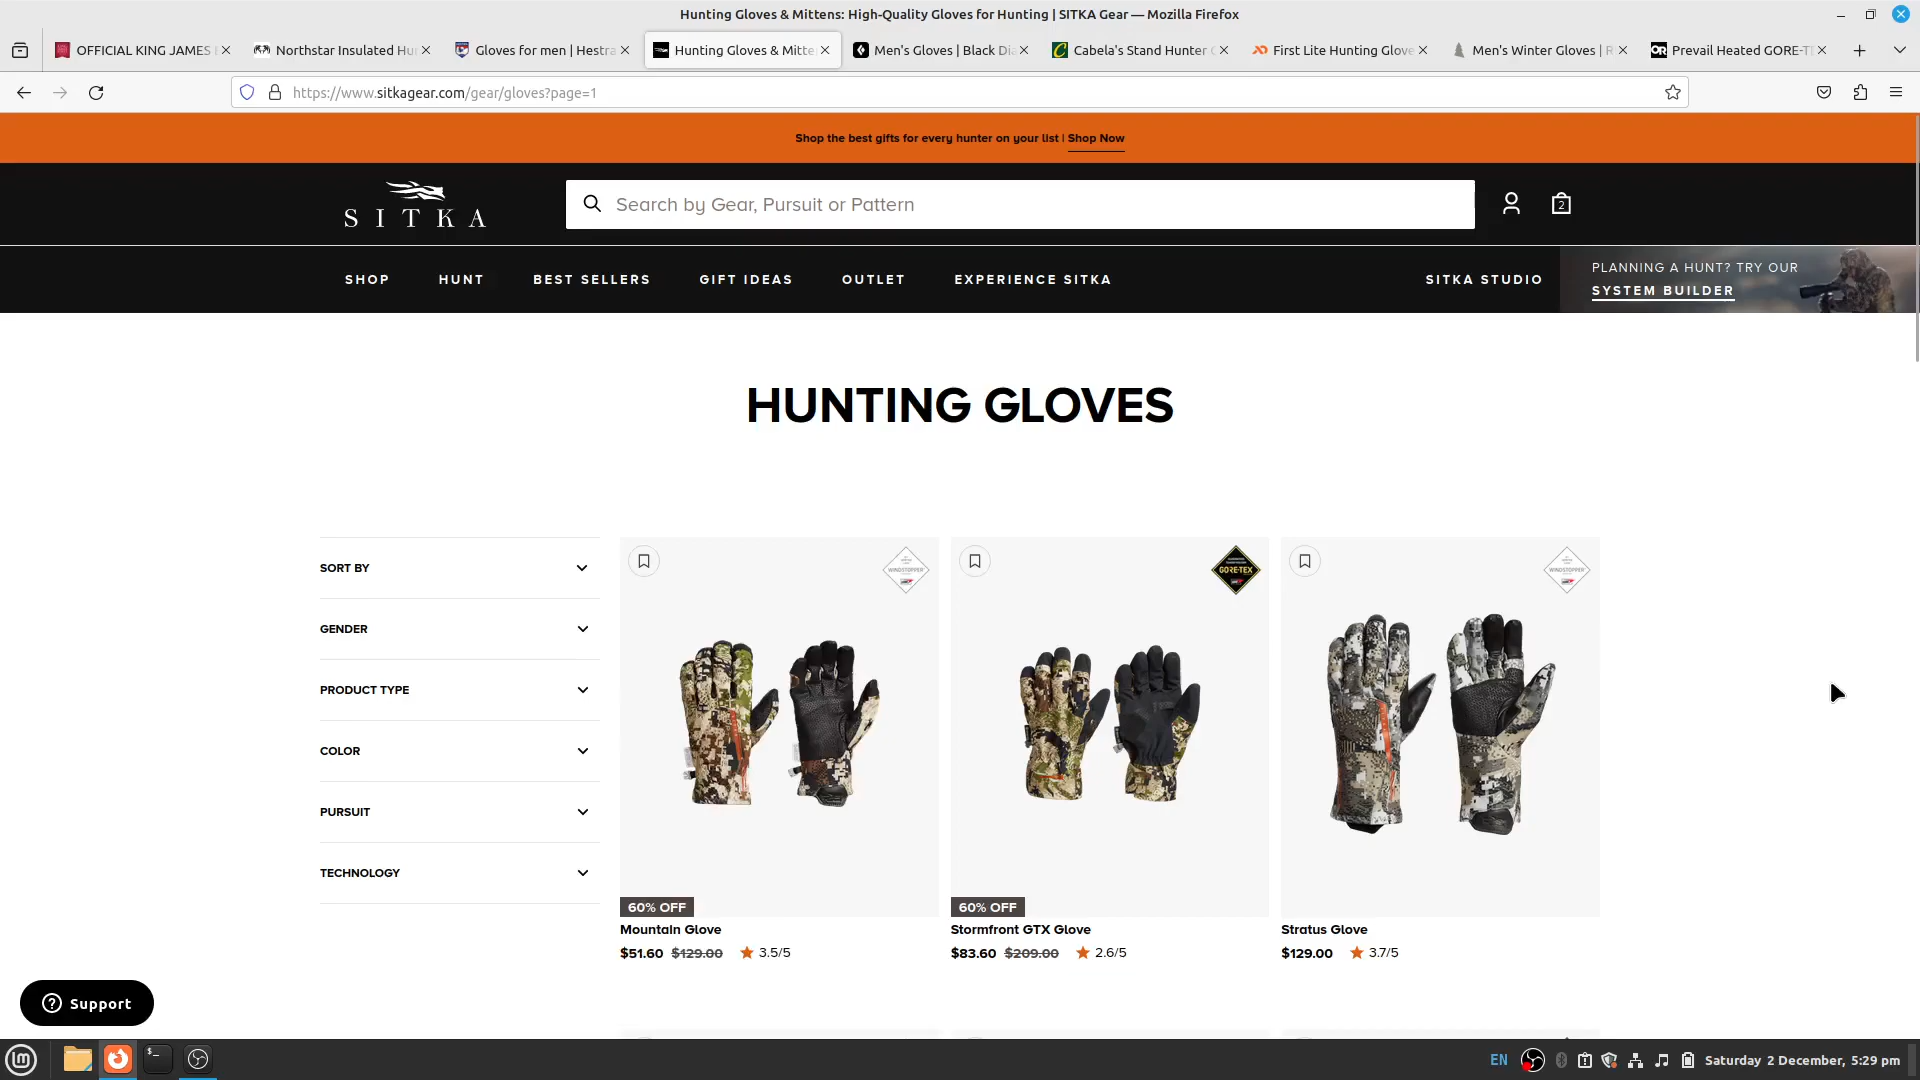 Hunting Gloves & Mittens: High-Quality Gloves for Hunting | SITKA Gear — Mozilla Firefox
OFFICIAL KING JAMES
Northstar Insulated Hu
Gloves for men | Hestra
Hunting Gloves & Mitte
Men's Gloves | Black Dia
Cabela's Stand Hunter
First Lite Hunting Glove
Men's Winter Gloves | R
OR
Prevail Heated GORE-T
https://www.sitkagear.com/gear/gloves?page=1
Shop the best gifts for every hunter on your list | Shop Now
SITKA
Search by Gear, Pursuit or Pattern
2
SHOP
HUNT
BEST SELLERS
GIFT IDEAS
OUTLET
EXPERIENCE SITKA
SITKA STUDIO
PLANNING A HUNT? TRY OUR
SYSTEM BUILDER
HUNTING GLOVES
SORT BY
GENDER
PRODUCT TYPE
COLOR
PURSUIT
TECHNOLOGY
WINDSTOPPER
GORE-TEX
WINDSTOPPER
60% OFF
Mountain Glove
$51.60 $129.00 3.5/5
60% OFF
Stormfront GTX Glove
$83.60 $209.00 2.6/5
Stratus Glove
$129.00 3.7/5
Support
EN
Saturday 2 December, 5:29 pm